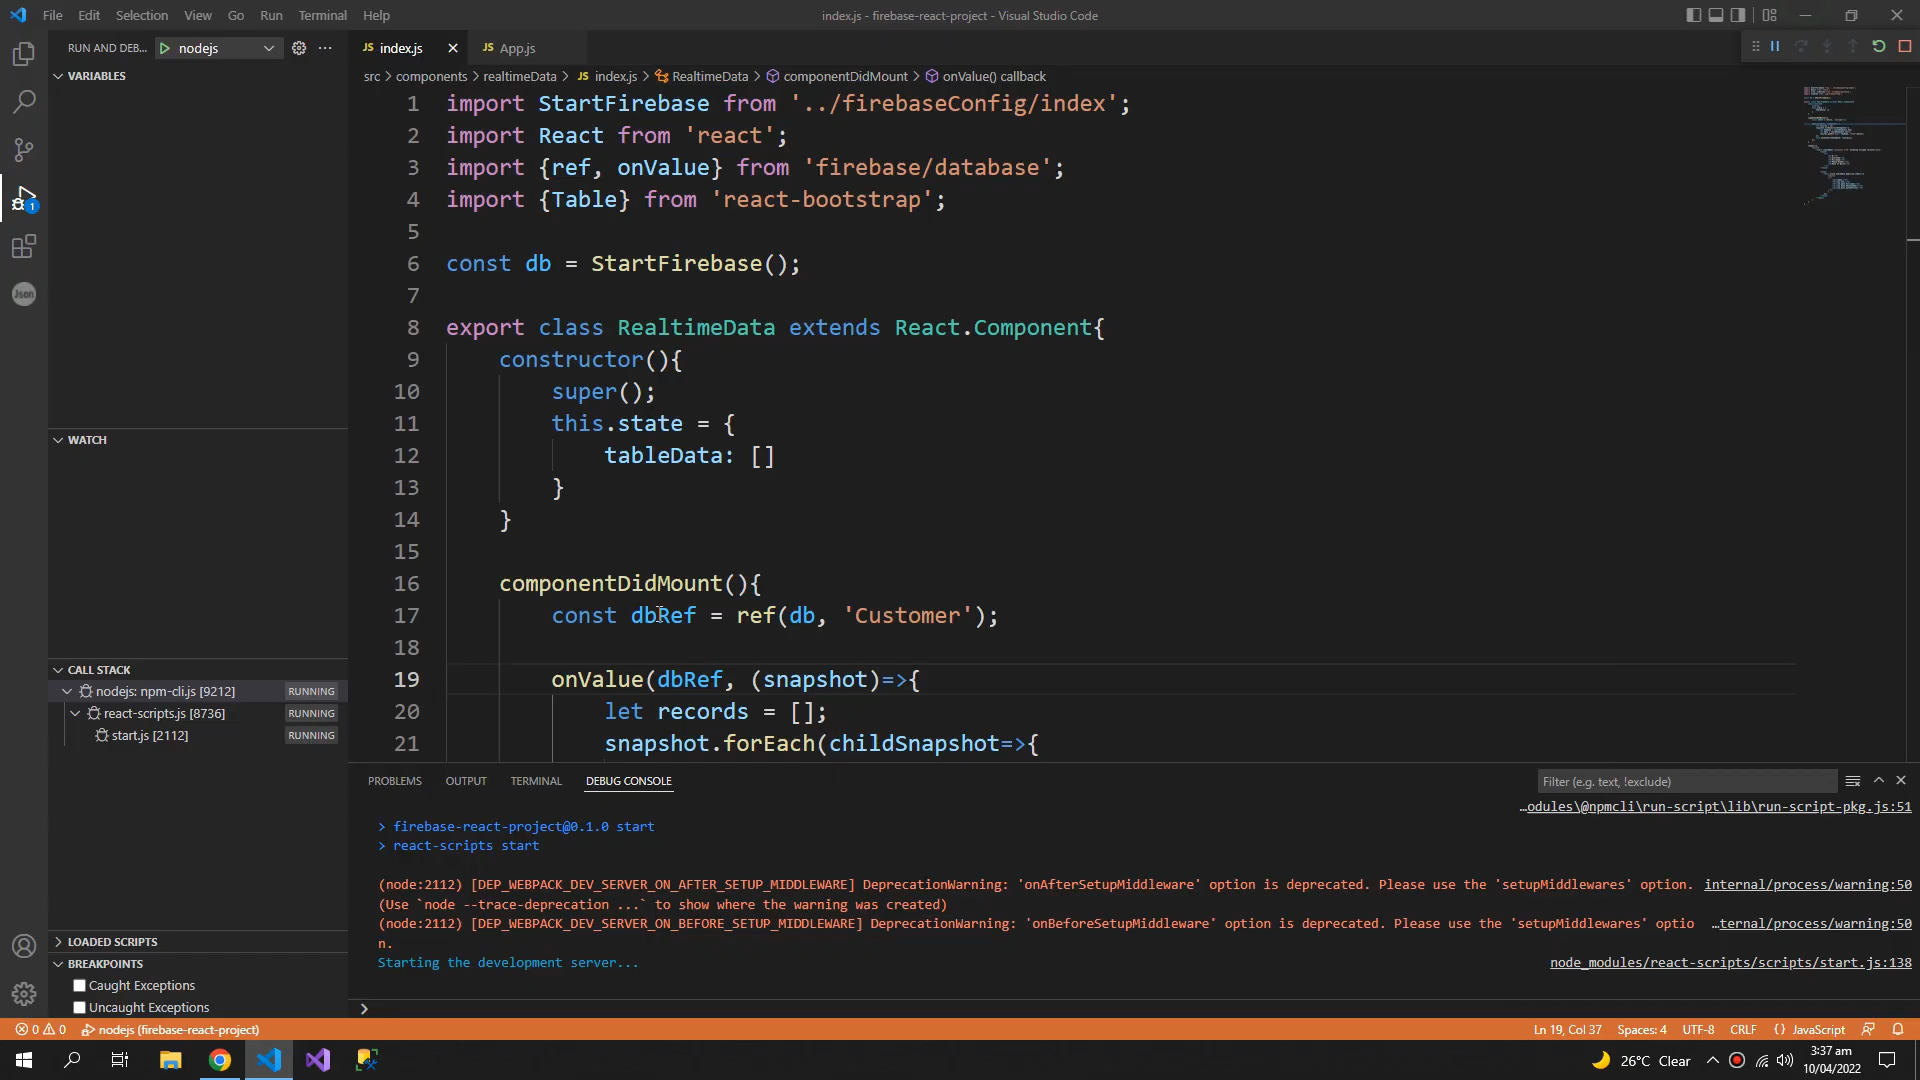 File Edit Selection View Go Run Terminal Help
index.js - firebase-react-project - Visual Studio Code
RUN AND DEB... nodejs
JS index.js
JS App.js
VARIABLES
src > components > realtimeData > JS index.js > RealtimeData > componentDidMount > onValue() callback
1 import StartFirebase from '../firebaseConfig/index';
2 import React from 'react';
3 import {ref, onValue} from 'firebase/database';
4 import {Table} from 'react-bootstrap';
5
6 const db = StartFirebase();
7
8 export class RealtimeData extends React.Component{
9 constructor(){
10 super();
11 this.state = {
12 tableData: []
13 }
14 }
15
16 componentDidMount(){
17 const dbRef = ref(db, 'Customer');
18
19 onValue(dbRef, (snapshot)=>{
20 let records = [];
21 snapshot.forEach(childSnapshot=>{
Json
1
WATCH
CALL STACK
nodejs: npm-cli.js [9212] RUNNING
react-scripts.js [8736] RUNNING
start.js [2112] RUNNING
LOADED SCRIPTS
BREAKPOINTS
Caught Exceptions
Uncaught Exceptions
PROBLEMS OUTPUT TERMINAL DEBUG CONSOLE
Filter (e.g. text, !exclude)
…odules\@npmcli\run-script\lib\run-script-pkg.js:51
> firebase-react-project@0.1.0 start
> react-scripts start
(node:2112) [DEP_WEBPACK_DEV_SERVER_ON_AFTER_SETUP_MIDDLEWARE] DeprecationWarning: 'onAfterSetupMiddleware' option is deprecated. Please use the 'setupMiddlewares' option. internal/process/warning:50
(Use `node --trace-deprecation ...` to show where the warning was created)
(node:2112) [DEP_WEBPACK_DEV_SERVER_ON_BEFORE_SETUP_MIDDLEWARE] DeprecationWarning: 'onBeforeSetupMiddleware' option is deprecated. Please use the 'setupMiddlewares' optio …ternal/process/warning:50
n.
Starting the development server... node_modules/react-scripts/scripts/start.js:138
>
0 0 nodejs (firebase-react-project)
Ln 19, Col 37 Spaces: 4 UTF-8 CRLF {} JavaScript
26°C Clear
3:37 am
10/04/2022